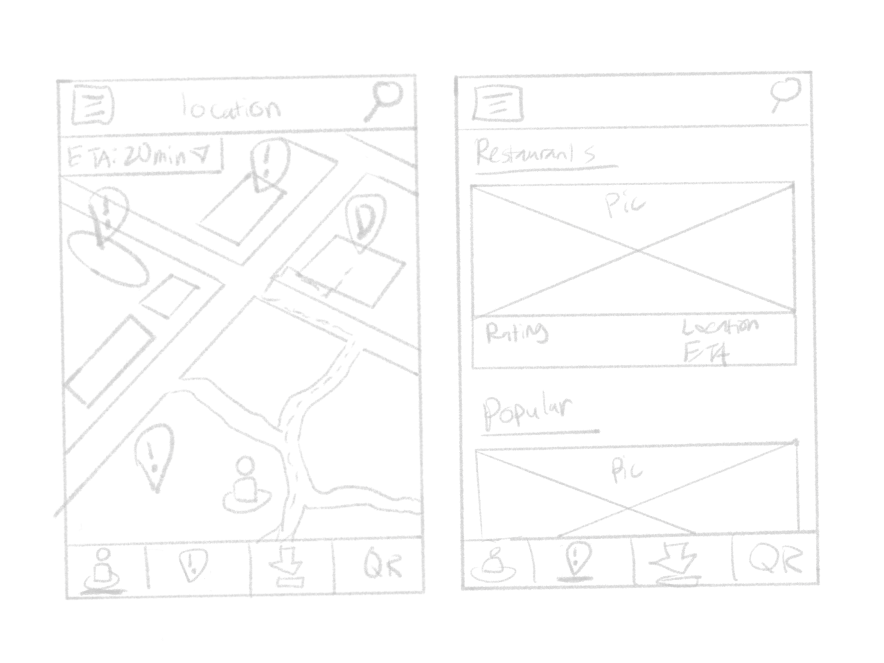 location
ETA: 20min
!
!
D
!
!
QR
Restaurants
Pic
Rating
Location
ETA
Popular
Pic
!
QR